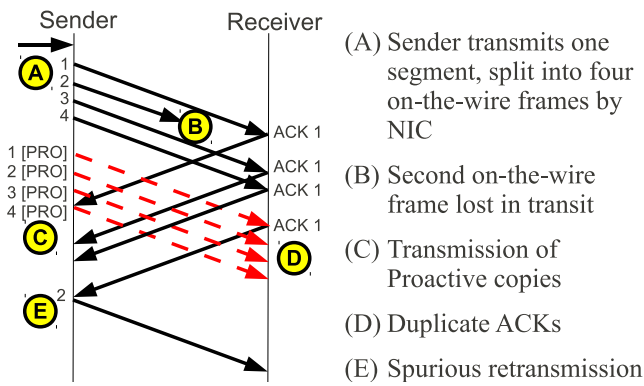 Sender
Receiver
A
1
2
3
4
B
ACK 1
ACK 1
ACK 1
ACK 1
1 [PRO]
2 [PRO]
3 [PRO]
4 [PRO]
C
D
2
E
(A) Sender transmits one
segment, split into four
on-the-wire frames by
NIC
(B) Second on-the-wire
frame lost in transit
(C) Transmission of
Proactive copies
(D) Duplicate ACKs
(E) Spurious retransmission